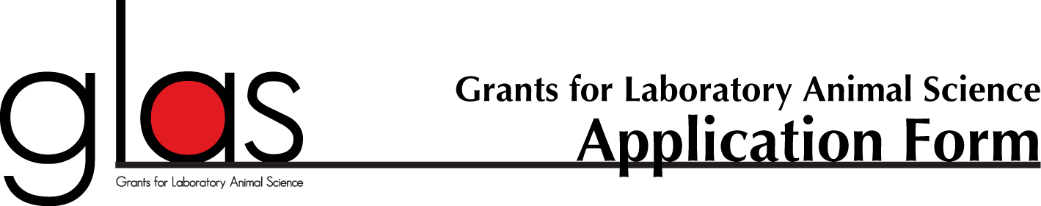 glas
Grants for Laboratory Animal Science
Grants for Laboratory Animal Science
Application Form